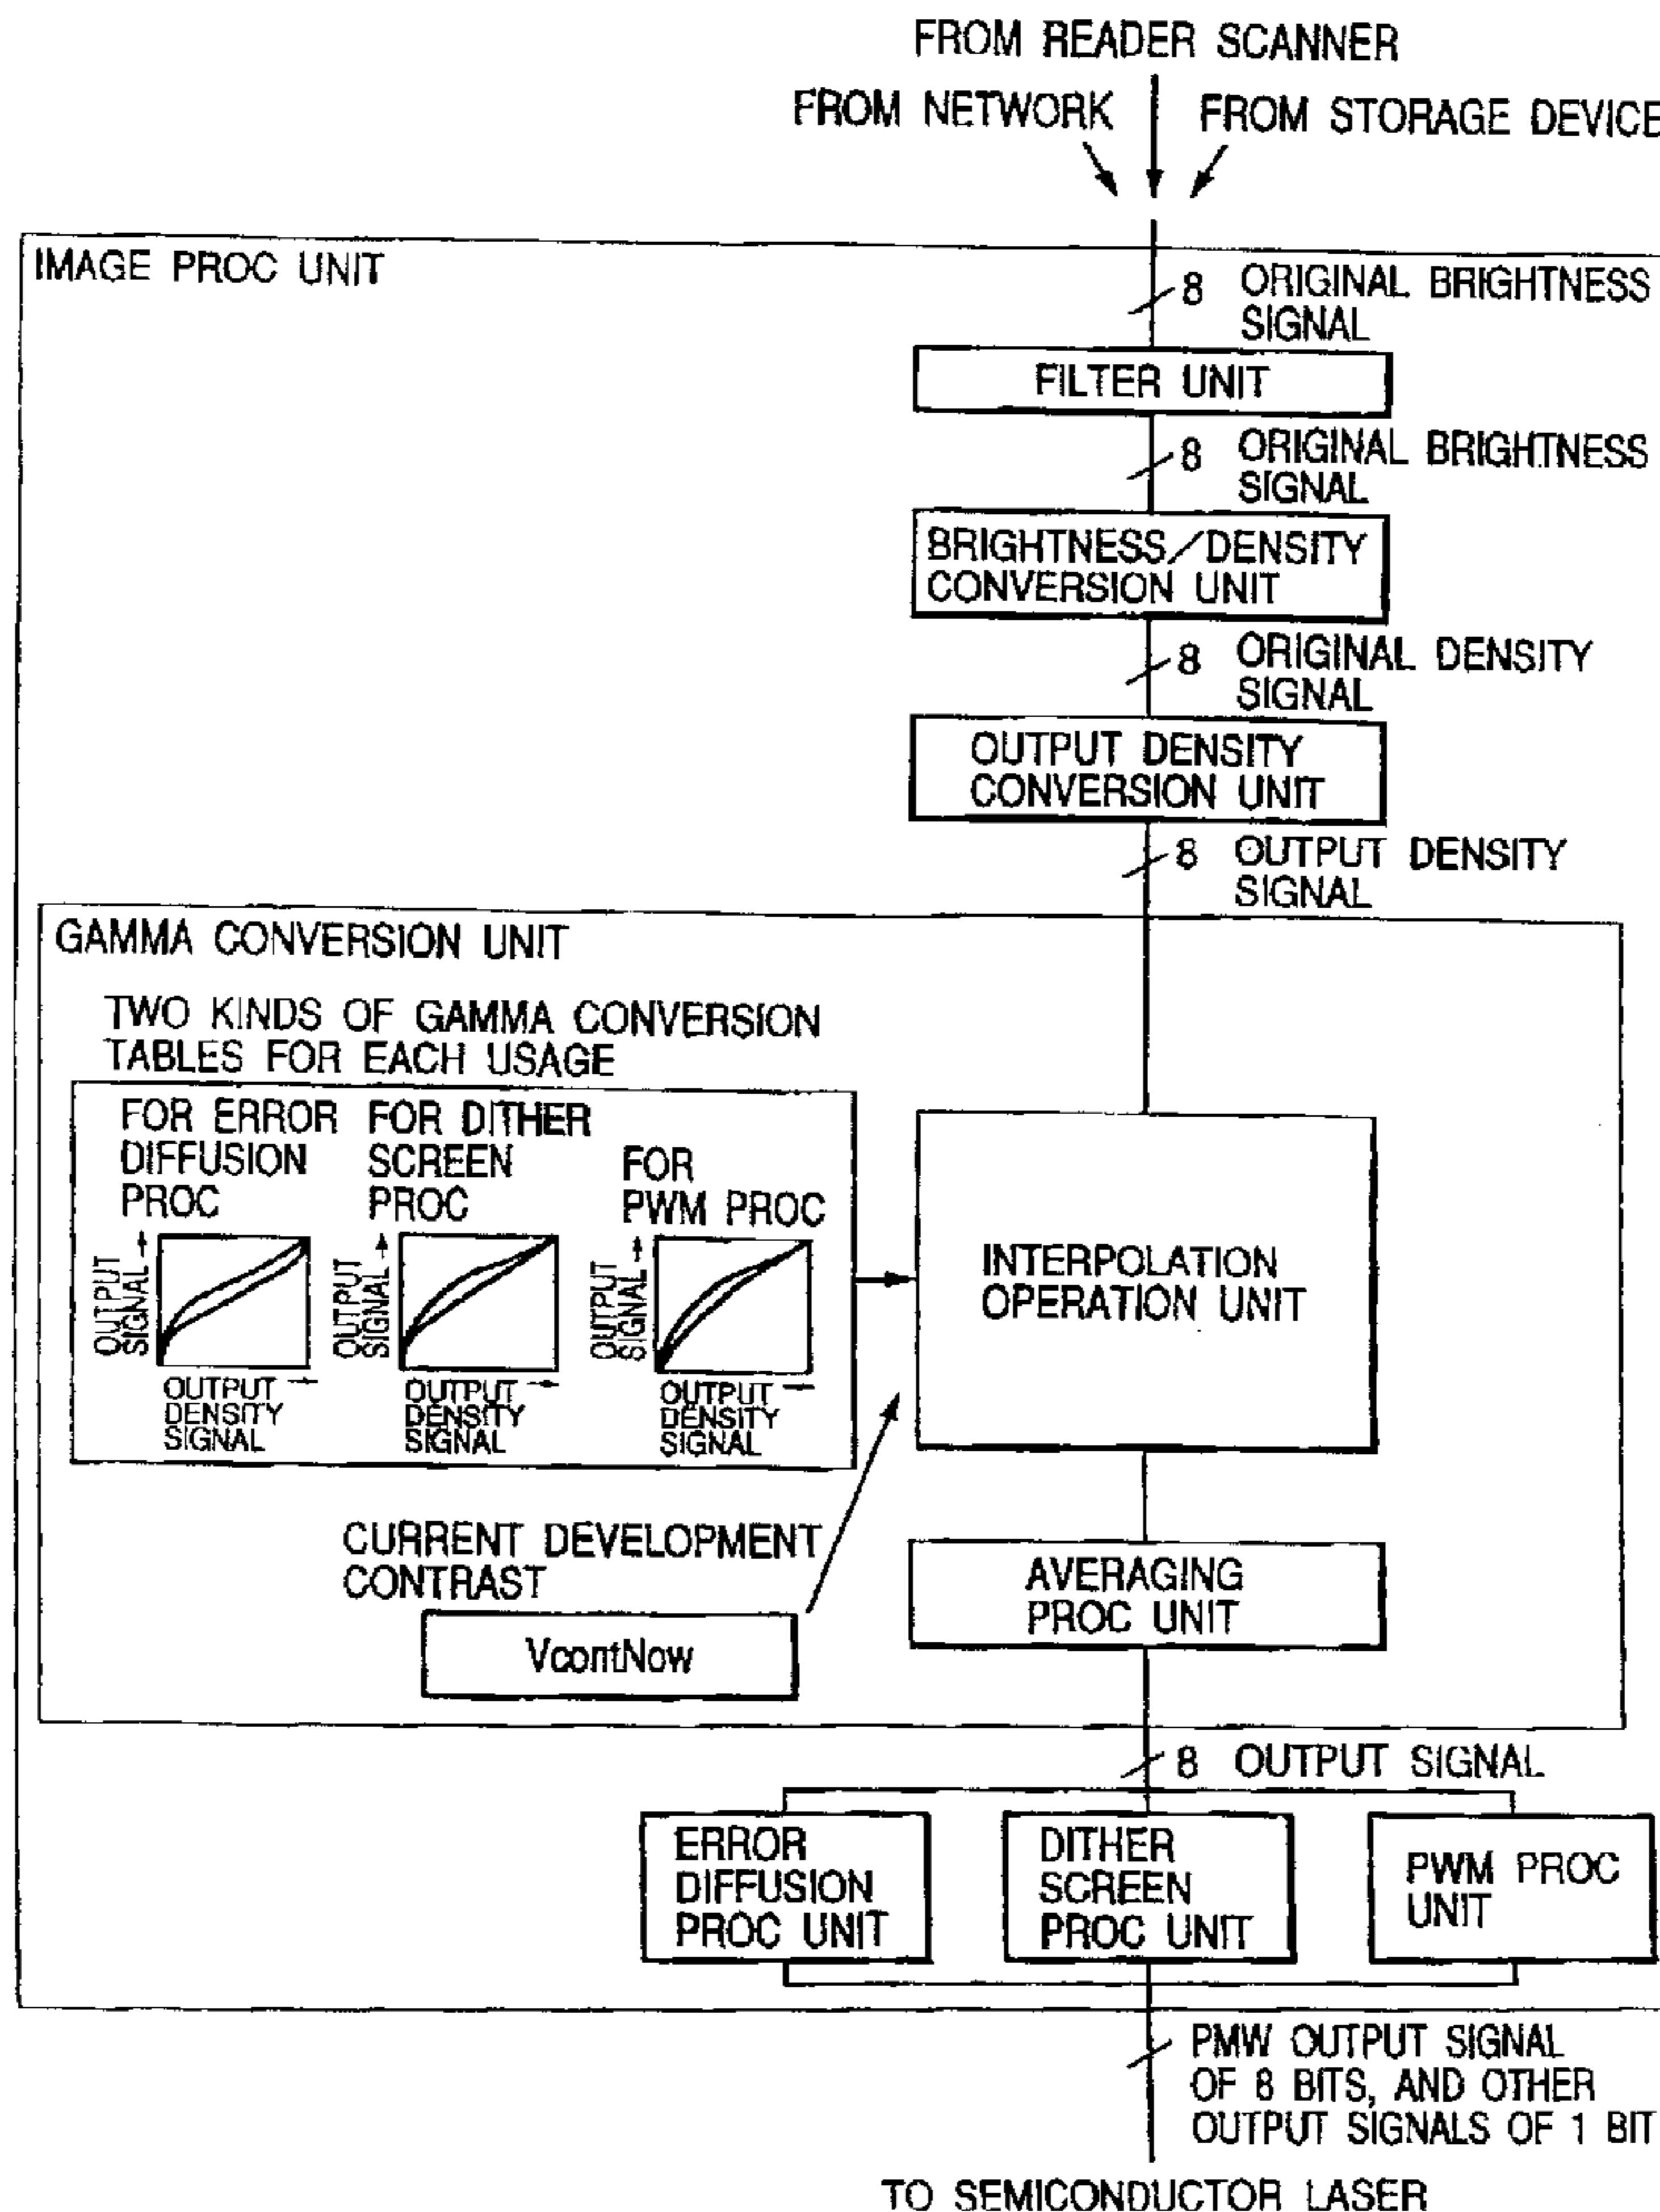 FROM READER SCANNER
FROM NETWORK
FROM STORAGE DEVICE
IMAGE PROC UNIT
8 ORIGINAL BRIGHTNESS
SIGNAL
FILTER UNIT
8 ORIGINAL BRIGHTNESS
SIGNAL
BRIGHTNESS/DENSITY
CONVERSION UNIT
8 ORIGINAL DENSITY
SIGNAL
OUTPUT DENSITY
CONVERSION UNIT
8 OUTPUT DENSITY
SIGNAL
GAMMA CONVERSION UNIT
TWO KINDS OF GAMMA CONVERSION
TABLES FOR EACH USAGE
FOR ERROR
DIFFUSION
PROC
OUTPUT
SIGNAL
OUTPUT
DENSITY
SIGNAL
FOR DITHER
SCREEN
PROC
OUTPUT
SIGNAL
OUTPUT
DENSITY
SIGNAL
FOR
PWM PROC
OUTPUT
SIGNAL
OUTPUT
DENSITY
SIGNAL
INTERPOLATION
OPERATION UNIT
CURRENT DEVELOPMENT
CONTRAST
VcontNow
AVERAGING
PROC UNIT
8 OUTPUT SIGNAL
ERROR
DIFFUSION
PROC UNIT
DITHER
SCREEN
PROC UNIT
PWM PROC
UNIT
PMW OUTPUT SIGNAL
OF 8 BITS, AND OTHER
OUTPUT SIGNALS OF 1 BIT
TO SEMICONDUCTOR LASER